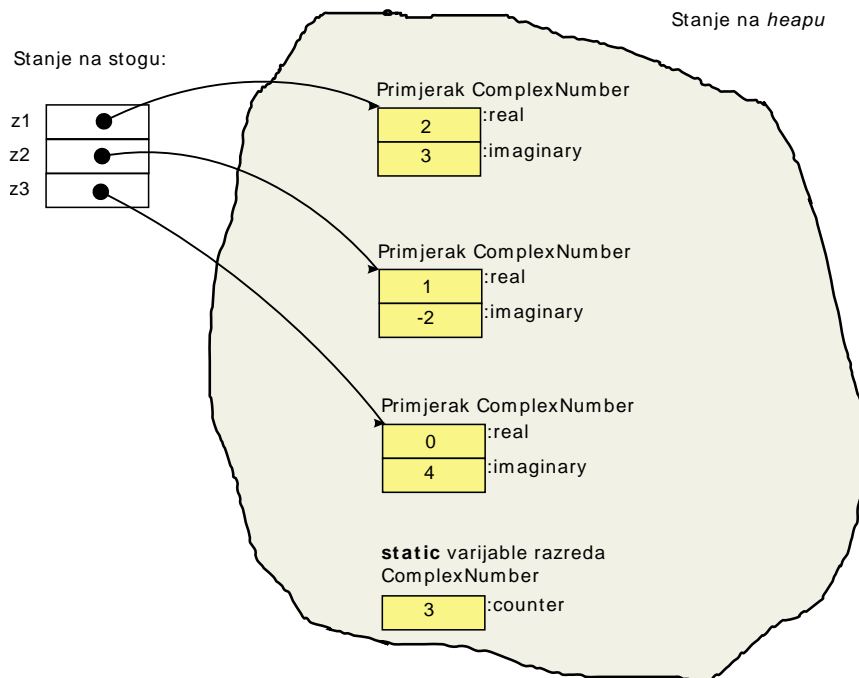 Stanje na heapu
Stanje na stogu:
z1
z2
z3
Primjerak ComplexNumber
2 :real
3 :imaginary
Primjerak ComplexNumber
1 :real
-2 :imaginary
Primjerak ComplexNumber
0 :real
4 :imaginary
static varijable razreda
ComplexNumber
3 :counter